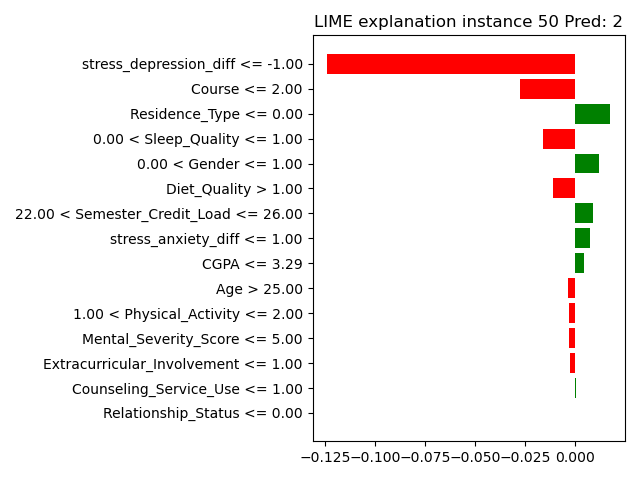 LIME explanation instance 50 Pred: 2
stress_depression_diff <= -1.00
Course <= 2.00
Residence_Type <= 0.00
0.00 < Sleep_Quality <= 1.00
0.00 < Gender <= 1.00
Diet_Quality > 1.00
22.00 < Semester_Credit_Load <= 26.00
stress_anxiety_diff <= 1.00
CGPA <= 3.29
Age > 25.00
1.00 < Physical_Activity <= 2.00
Mental_Severity_Score <= 5.00
Extracurricular_Involvement <= 1.00
Counseling_Service_Use <= 1.00
Relationship_Status <= 0.00
−0.125−0.100−0.075−0.050−0.025 0.000